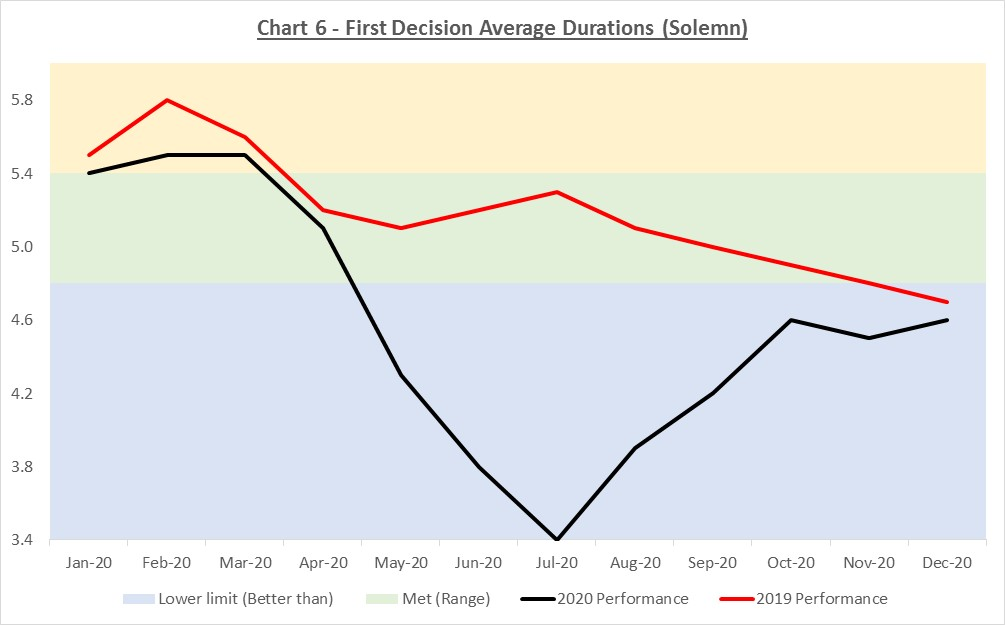 Chart 6 - First Decision Average Durations (Solemn)
5.8
5.4
5.0
4.6
4.2
3.8
3.4
Jan-20 Feb-20 Mar-20 Apr-20 May-20 Jun-20 Jul-20 Aug-20 Sep-20 Oct-20 Nov-20 Dec-20
Lower limit (Better than) Met (Range) 2020 Performance 2019 Performance